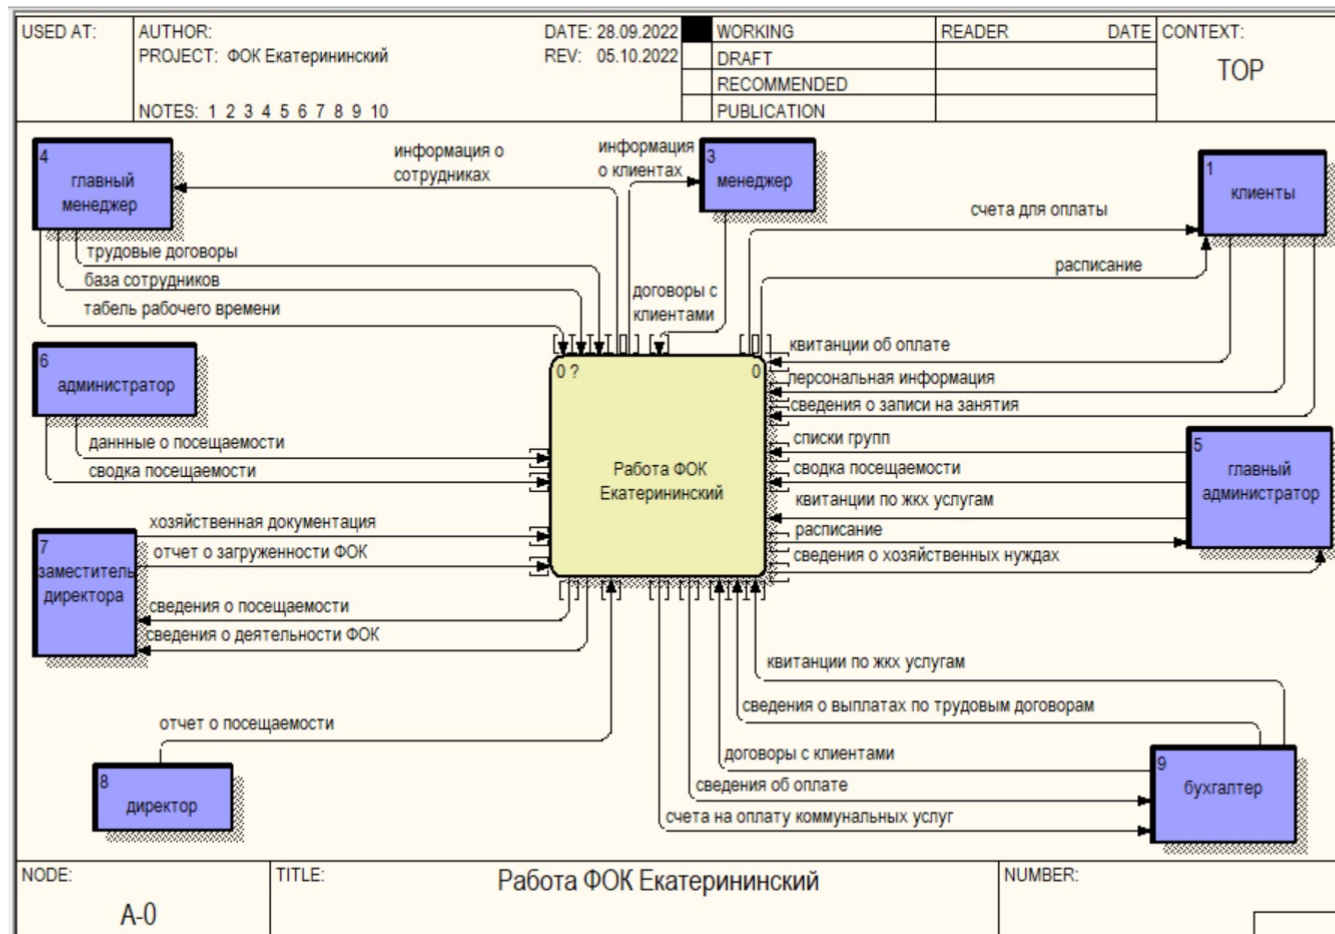 USED AT:
AUTHOR:
DATE: 28.09.2022
WORKING
READER
DATE
CONTEXT:
PROJECT: ФОК Екатерининский
REV: 05.10.2022
DRAFT
TOP
RECOMMENDED
NOTES: 1 2 3 4 5 6 7 8 9 10
PUBLICATION
4
главный
менеджер
информация о
сотрудниках
информация
о клиентах
3
менеджер
1
клиенты
счета для оплаты
расписание
трудовые договоры
база сотрудников
табель рабочего времени
договоры с
клиентами
6
администратор
0 ?
0
Работа ФОК
Екатерининский
квитанции об оплате
персональная информация
сведения о записи на занятия
списки групп
сводка посещаемости
квитанции по жкх услугам
расписание
сведения о хозяйственных нуждах
5
главный
администратор
даннные о посещаемости
сводка посещаемости
хозяйственная документация
отчет о загруженности ФОК
7
заместитель
директора
сведения о посещаемости
сведения о деятельности ФОК
квитанции по жкх услугам
сведения о выплатах по трудовым договорам
отчет о посещаемости
договоры с клиентами
сведения об оплате
счета на оплату коммунальных услуг
8
директор
9
бухгалтер
NODE:
TITLE:
NUMBER:
A-0
Работа ФОК Екатерининский